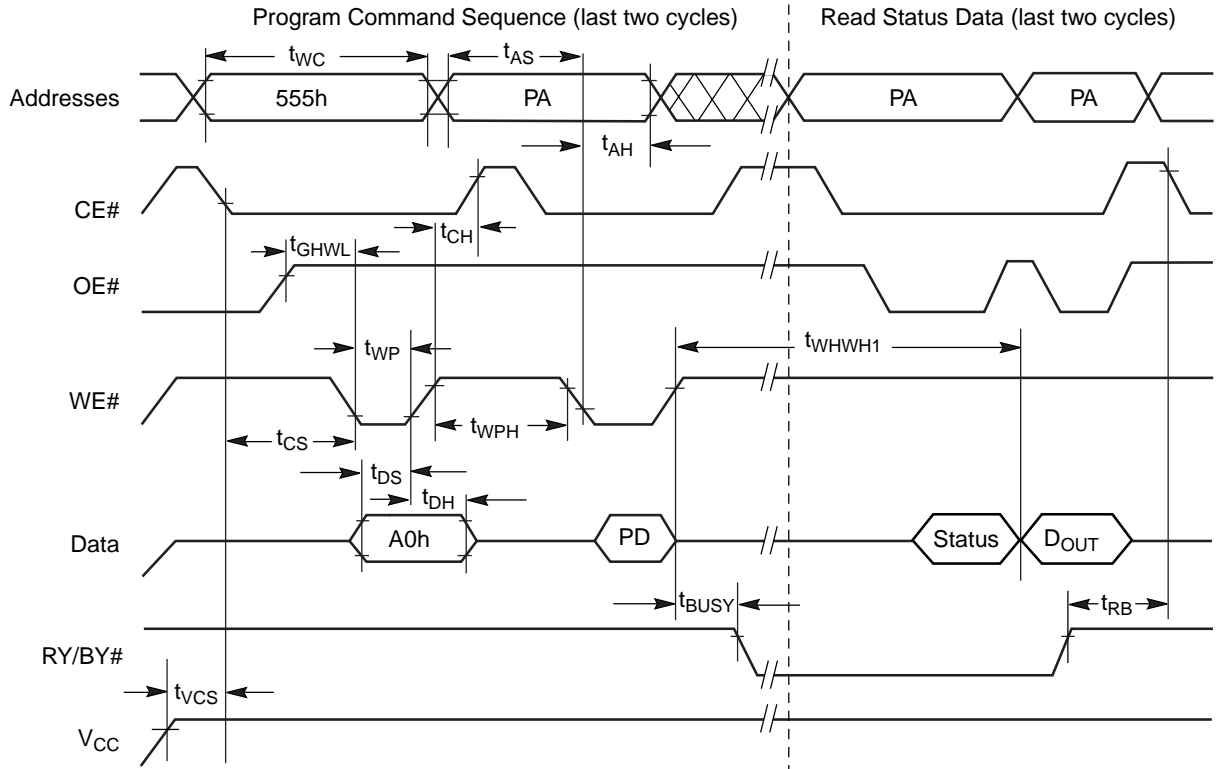 Program Command Sequence (last two cycles)
Read Status Data (last two cycles)
tWC
tAS
Addresses
555h
PA
PA
PA
tAH
CE#
tCH
tGHWL
OE#
tWP
tWHWH1
WE#
tWPH
tCS
tDS
tDH
Data
A0h
PD
Status
DOUT
tBUSY
tRB
RY/BY#
tVCS
VCC